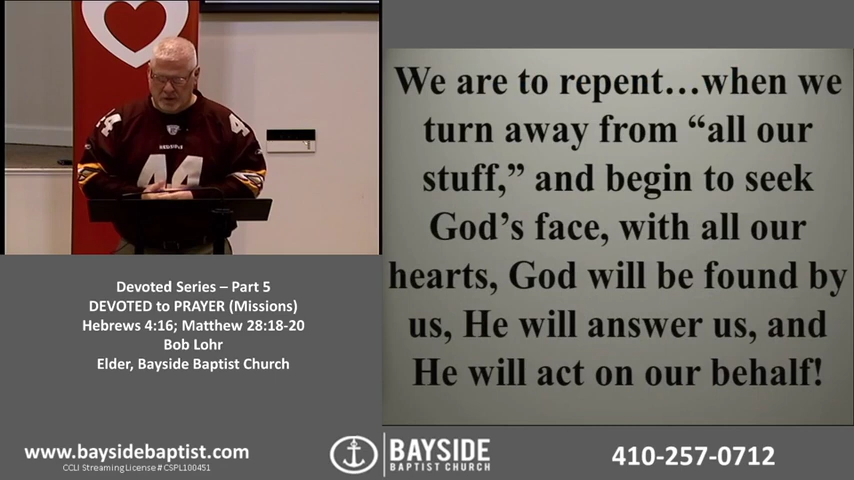 44
REDSKINS
44
We are to repent...when we
turn away from “all our
stuff,” and begin to seek
God’s face, with all our
hearts, God will be found by
us, He will answer us, and
He will act on our behalf!
Devoted Series – Part 5
DEVOTED to PRAYER (Missions)
Hebrews 4:16; Matthew 28:18-20
Bob Lohr
Elder, Bayside Baptist Church
www.baysidebaptist.com
CCLI Streaming License # CSPL100451
BAYSIDE
BAPTIST CHURCH
410-257-0712